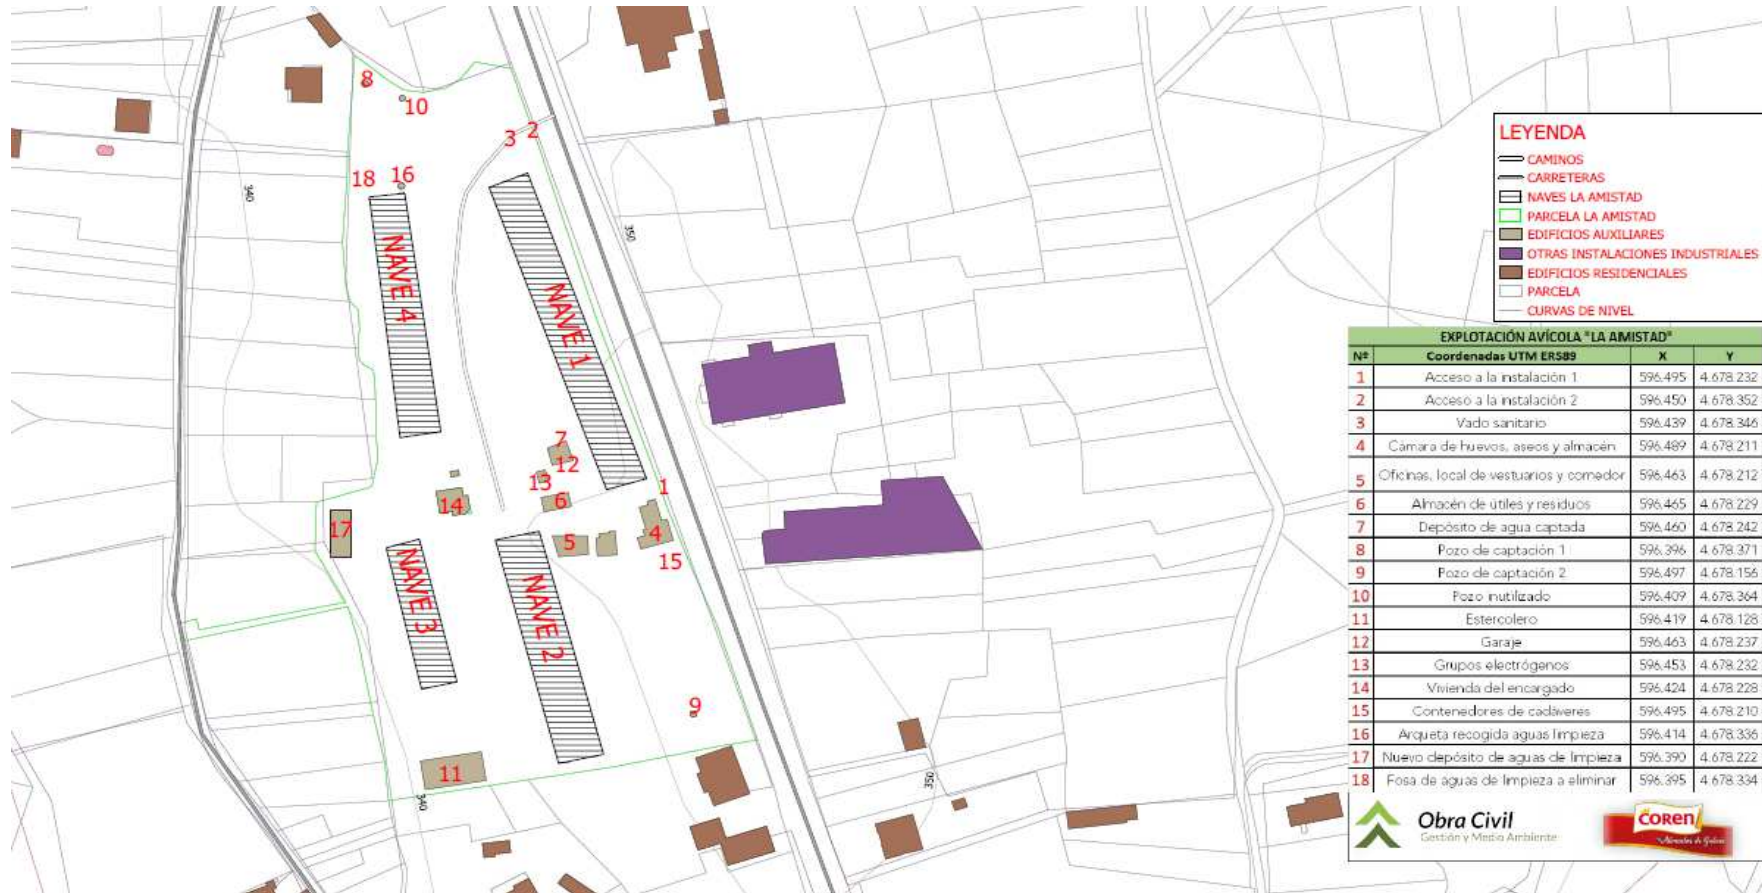 8
10
3
2
18
16
340
350
NAVE 4
NAVE 1
7
12
13
1
14
6
17
5
4
15
NAVE 3
NAVE 2
9
11
340
350
LEYENDA
CAMINOS
CARRETERAS
NAVES LA AMISTAD
PARCELA LA AMISTAD
EDIFICIOS AUXILIARES
OTRAS INSTALACIONES INDUSTRIALES
EDIFICIOS RESIDENCIALES
PARCELA
CURVAS DE NIVEL
EXPLOTACIÓN AVÍCOLA "LA AMISTAD"
Nº Coordenadas UTM ERS89 X Y
1 Acceso a la instalación 1 596.495 4.678.232
2 Acceso a la instalación 2 596.450 4.678.352
3 Vado sanitario 596.439 4.678.346
4 Cámara de huevos, aseos y almacén 596.489 4.678.211
5 Oficinas, local de vestuarios y comedor 596.463 4.678.212
6 Almacén de útiles y residuos 596.465 4.678.229
7 Depósito de agua captada 596.460 4.678.242
8 Pozo de captación 1 596.396 4.678.371
9 Pozo de captación 2 596.497 4.678.156
10 Pozo inutilizado 596.409 4.678.364
11 Estercolero 596.419 4.678.128
12 Garaje 596.463 4.678.237
13 Grupos electrógenos 596.453 4.678.232
14 Vivienda del encargado 596.424 4.678.228
15 Contenedores de cadáveres 596.495 4.678.210
16 Arqueta recogida aguas limpieza 596.414 4.678.336
17 Nuevo depósito de aguas de limpieza 596.390 4.678.222
18 Fosa de aguas de limpieza a eliminar 596.395 4.678.334
Obra Civil
Gestión y Medio Ambiente
COREN